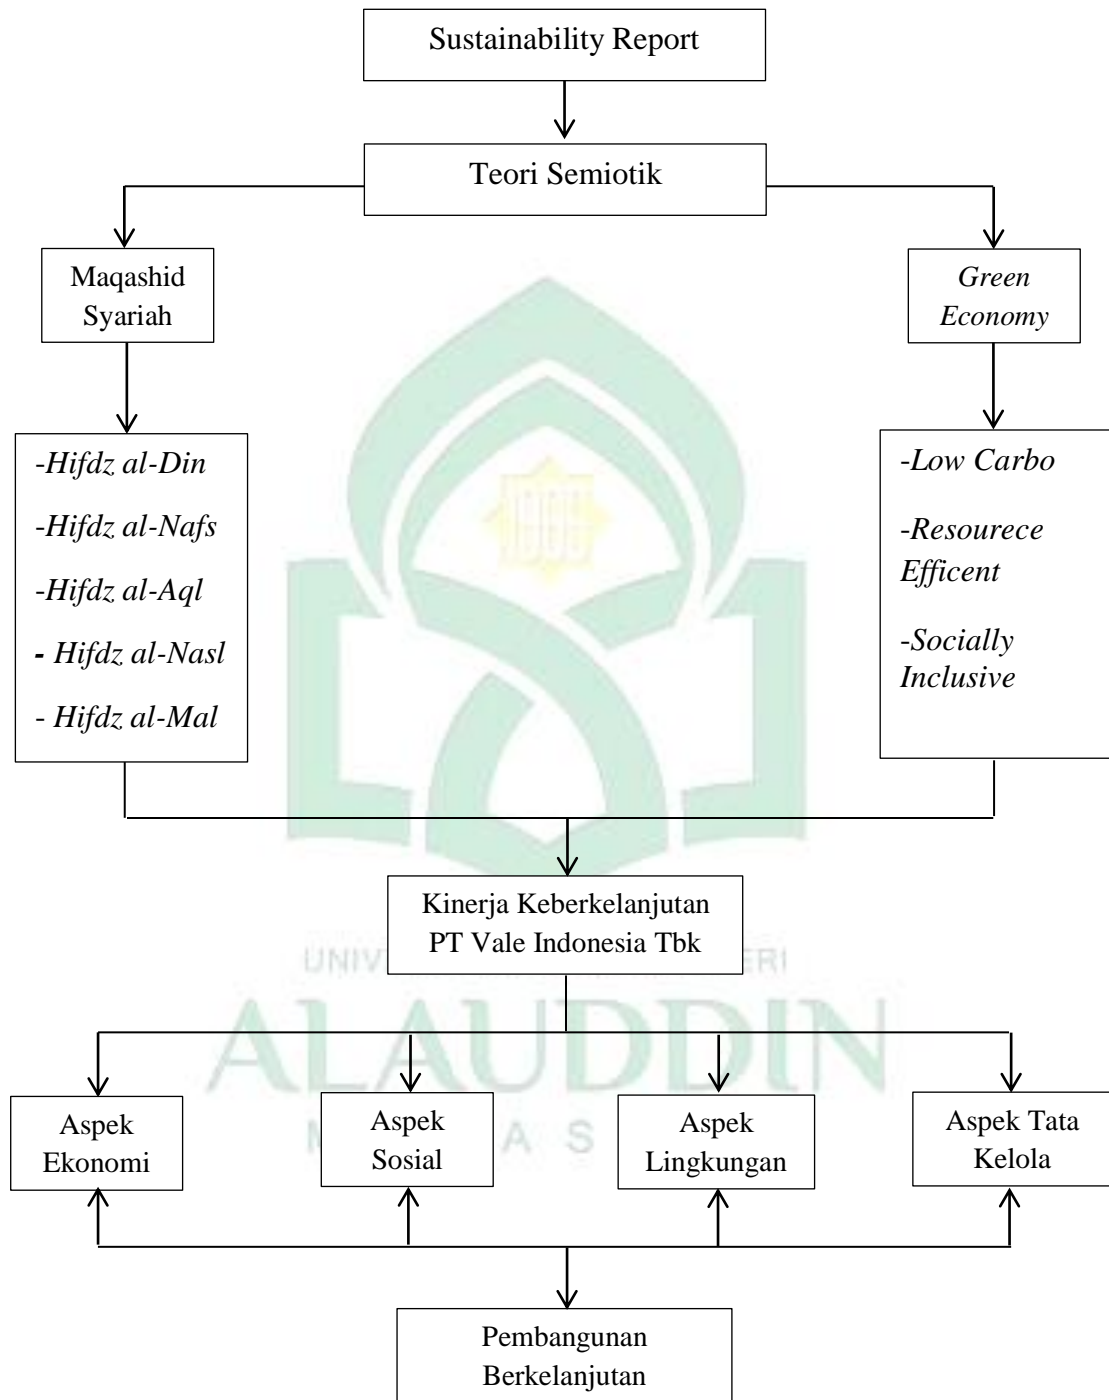 Sustainability Report
Teori Semiotik
Maqashid
Syariah
Green
Economy
-Hifdz al-Din
-Hifdz al-Nafs
-Hifdz al-Aql
- Hifdz al-Nasl
- Hifdz al-Mal
-Low Carbo
-Resourece
Efficent
-Socially
Inclusive
Kinerja Keberkelanjutan
PT Vale Indonesia Tbk
ALAUDDIN
Aspek
Ekonomi
Aspek
Sosial
Aspek
Lingkungan
Aspek Tata
Kelola
Pembangunan
Berkelanjutan